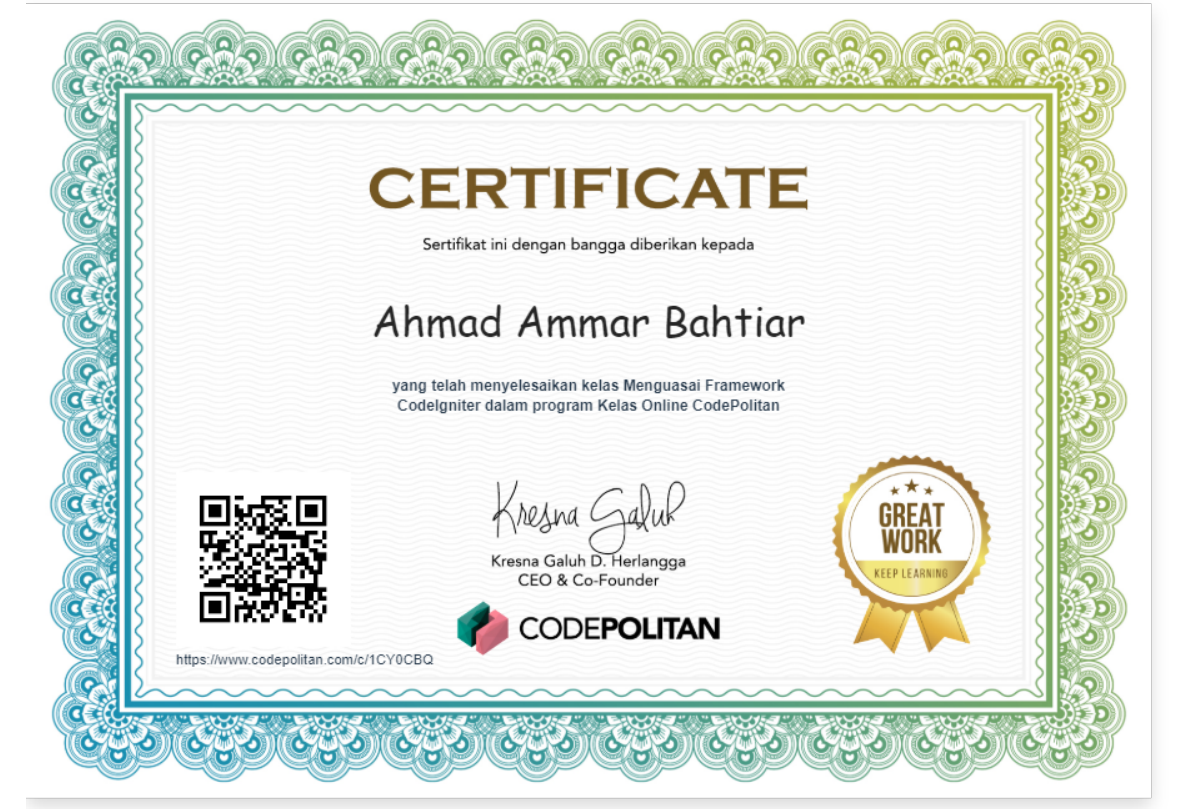 CERTIFICATE
Sertifikat ini dengan bangga diberikan kepada
Ahmad Ammar Bahtiar
yang telah menyelesaikan kelas Menguasai Framework
CodeIgniter dalam program Kelas Online CodePolitan
Kresna Galuh
Kresna Galuh D. Herlangga
CEO & Co-Founder
CODEPOLITAN
https://www.codepolitan.com/c/1CY0CBQ
GREAT
WORK
KEEP LEARNING